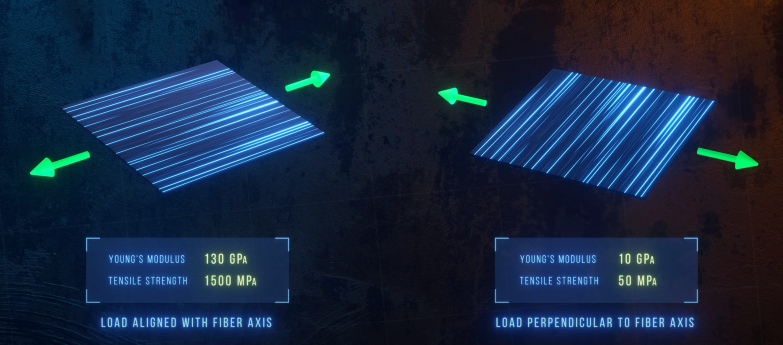 YOUNG'S MODULUS 130 GPa
TENSILE STRENGTH 1500 MPa
LOAD ALIGNED WITH FIBER AXIS
YOUNG'S MODULUS 10 GPa
TENSILE STRENGTH 50 MPa
LOAD PERPENDICULAR TO FIBER AXIS